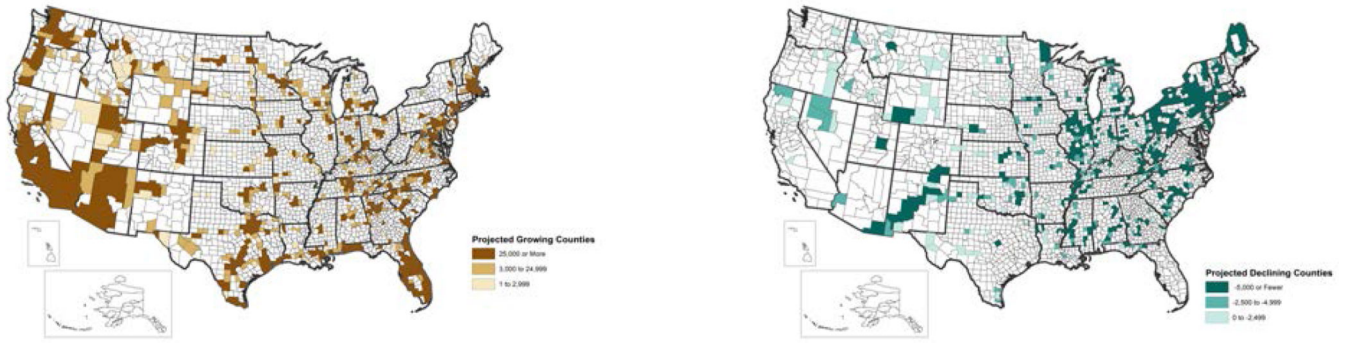 Projected Growing Counties
25,000 or More
3,000 to 24,999
1 to 2,999
Projected Declining Counties
-5,000 or Fewer
-2,500 to -4,999
0 to -2,499